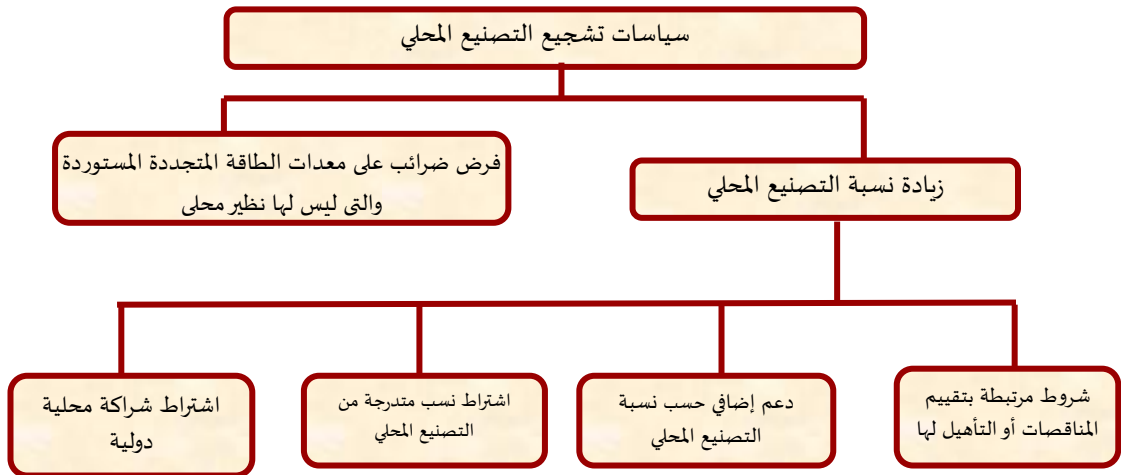 سياسات تشجيع التصنيع المحلي
فرض ضرائب على معدات الطاقة المتجددة المستوردة
والتى ليس لها نظير محلى
زيادة نسبة التصنيع المحلي
شروط مرتبطة بتقييم
المناقصات أو التأهيل لها
دعم إضافي حسب نسبة
التصنيع المحلي
اشتراط نسب متدرجة من
التصنيع المحلي
اشتراط شراكة محلية
دولية